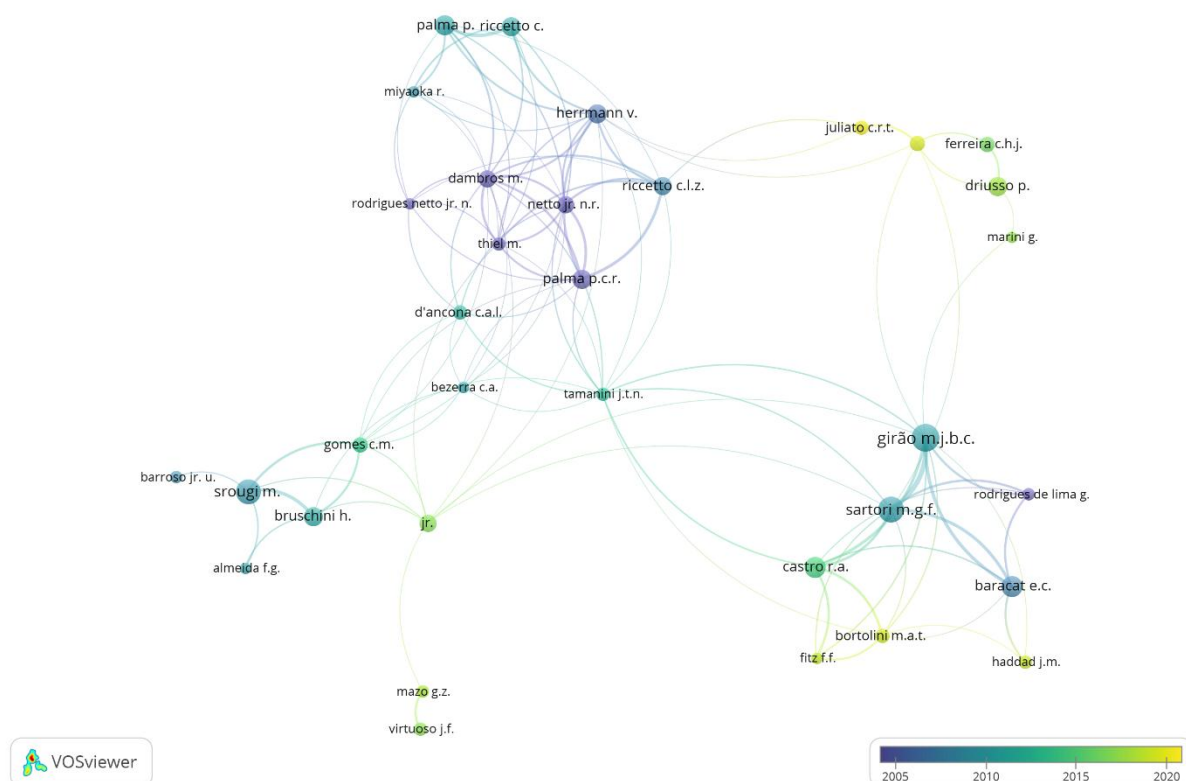 palma p. riccetto c.
miyaoka r.
herrmann v.
juliato c.r.t.
ferreira c.h.j.
dambros m.
riccetto c.l.z.
driusso p.
rodrigues netto jr. n.
netto jr. n.r.
marini g.
thiel m.
palma p.c.r.
d'ancona c.a.l.
bezerra c.a.
tamanini j.t.n.
girão m.j.b.c.
gomes c.m.
barroso jr. u.
srougi m.
rodrigues de lima g.
bruschini h.
sartori m.g.f.
jr.
almeida f.g.
castro r.a.
baracat e.c.
bortolini m.a.t.
fitz f.f.
haddad j.m.
mazo g.z.
virtuoso j.f.
VOSviewer
2005 2010 2015 2020